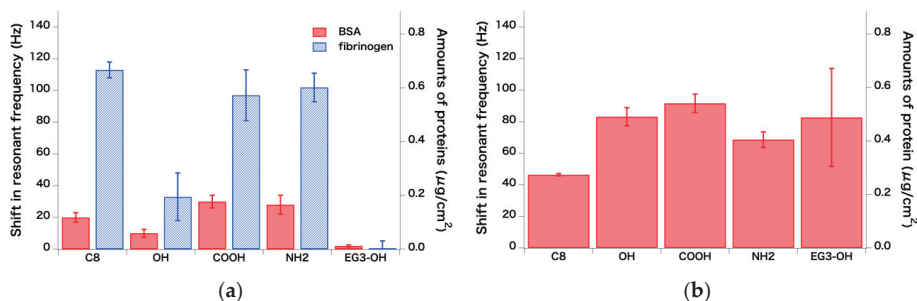 Shift in resonant frequency (Hz)
140
120
100
80
60
40
20
0
BSA
fibrinogen
0.8
0.6
0.4
0.2
0.0
Amounts of proteins (μg/cm²)
C8 OH COOH NH2 EG3-OH
(a)
Shift in resonant frequency (Hz)
140
120
100
80
60
40
20
0
0.8
0.6
0.4
0.2
0.0
Amounts of protein (μg/cm²)
C8 OH COOH NH2 EG3-OH
(b)